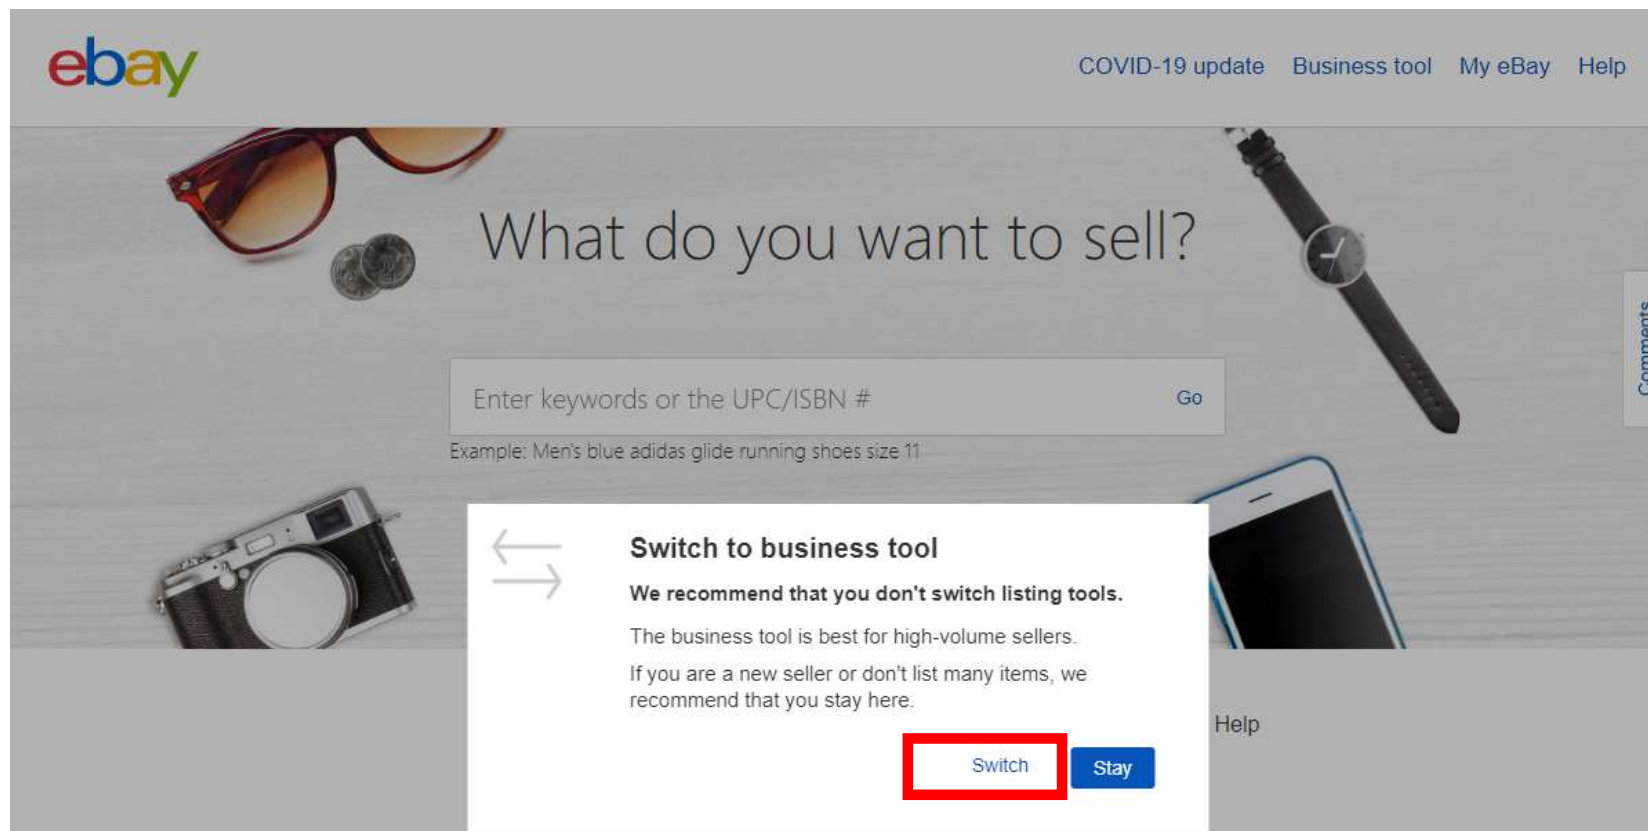 ebay
COVID-19 update Business tool My eBay Help
What do you want to sell?
Comments
Enter keywords or the UPC/ISBN # Go
Example: Men's blue adidas glide running shoes size 11
Switch to business tool
We recommend that you don't switch listing tools.
The business tool is best for high-volume sellers.
If you are a new seller or don't list many items, we
recommend that you stay here.
Help
Switch Stay